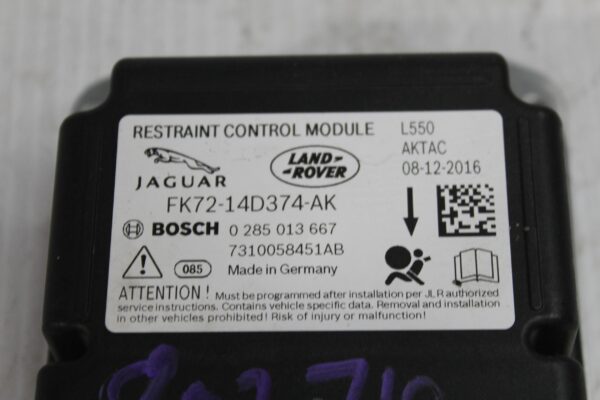 RESTRAINT CONTROL MODULE L550
AKTAC
JAGUAR LAND-ROVER 08-12-2016
FK72-14D374-AK
BOSCH 0 285 013 667
7310058451AB
085 Made in Germany
ATTENTION! Must be programmed after installation per JLR authorized
service instructions. Contains vehicle specific data. Removal and installation
in other vehicles prohibited! Risk of injury or malfunction!